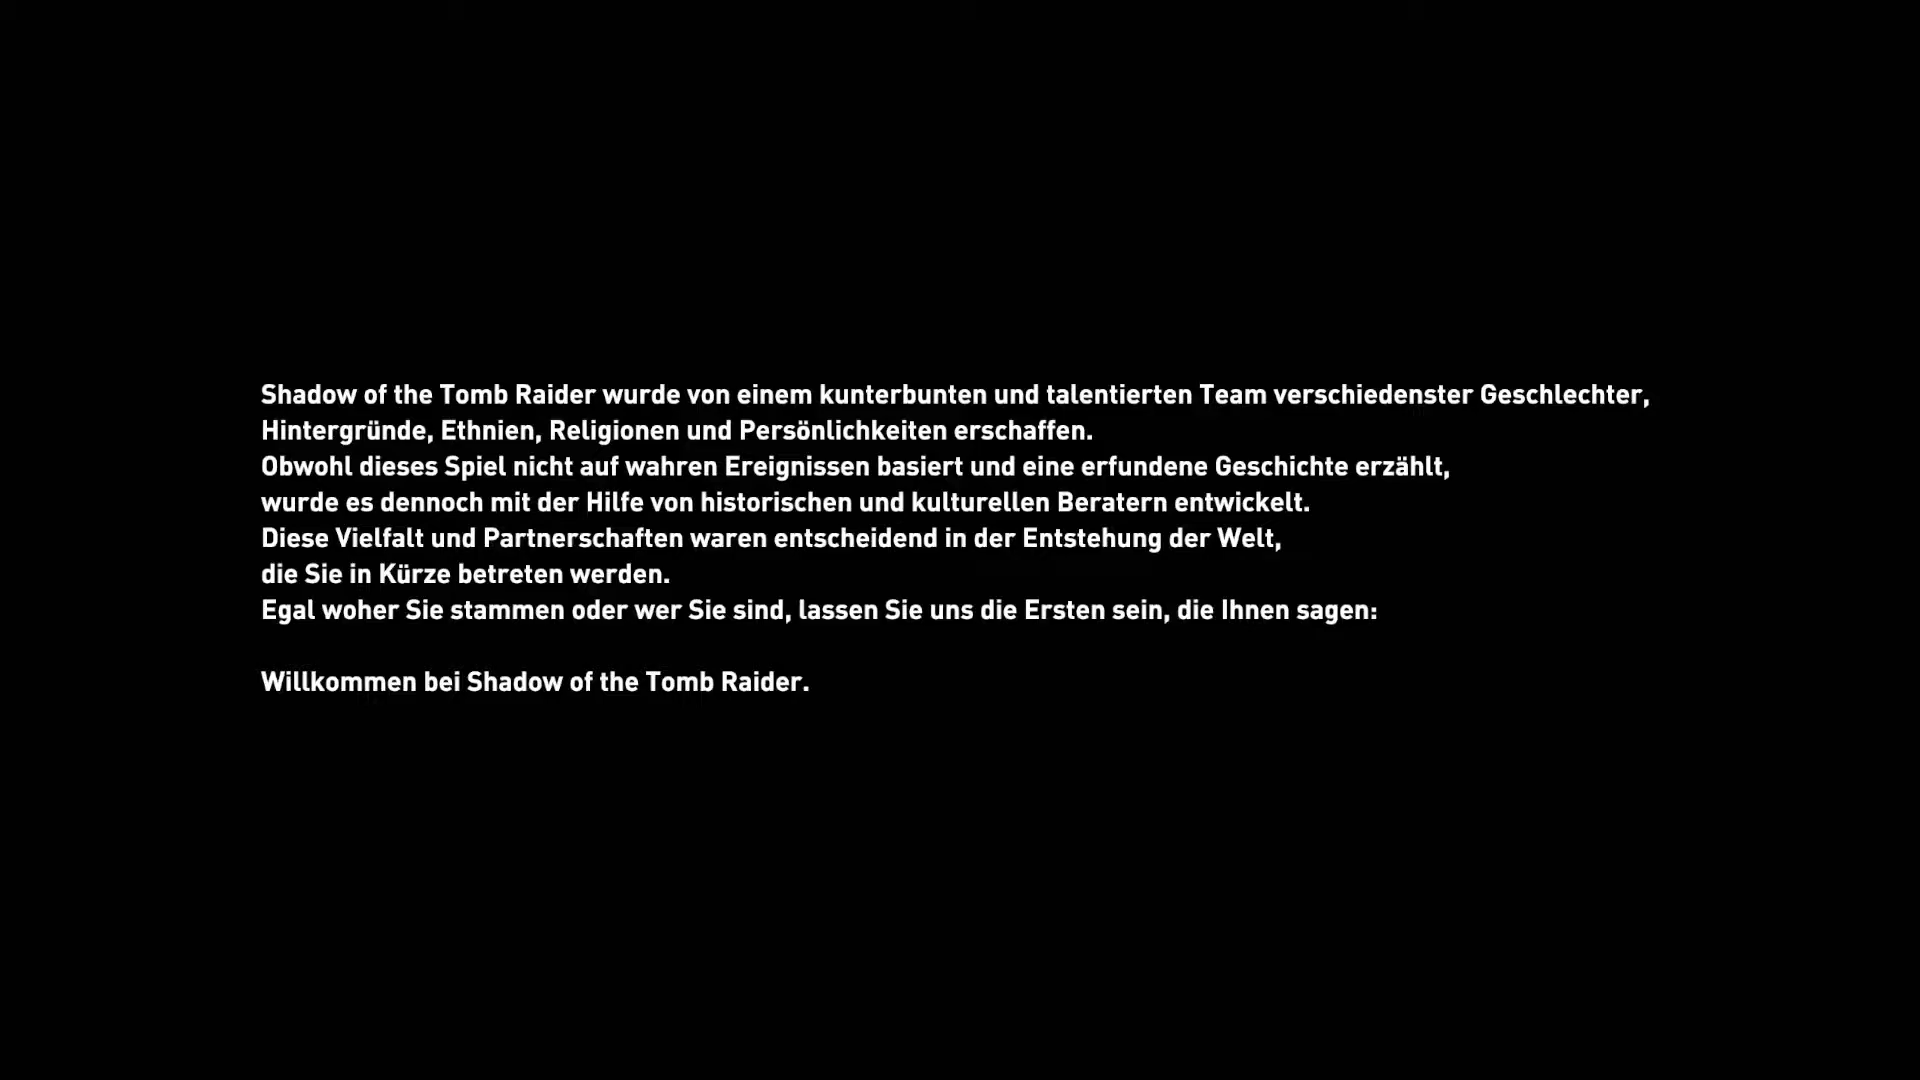 Shadow of the Tomb Raider wurde von einem kunterbunten und talentierten Team verschiedenster Geschlechter,
Hintergründe, Ethnien, Religionen und Persönlichkeiten erschaffen.
Obwohl dieses Spiel nicht auf wahren Ereignissen basiert und eine erfundene Geschichte erzählt,
wurde es dennoch mit der Hilfe von historischen und kulturellen Beratern entwickelt.
Diese Vielfalt und Partnerschaften waren entscheidend in der Entstehung der Welt,
die Sie in Kürze betreten werden.
Egal woher Sie stammen oder wer Sie sind, lassen Sie uns die Ersten sein, die Ihnen sagen:
Willkommen bei Shadow of the Tomb Raider.